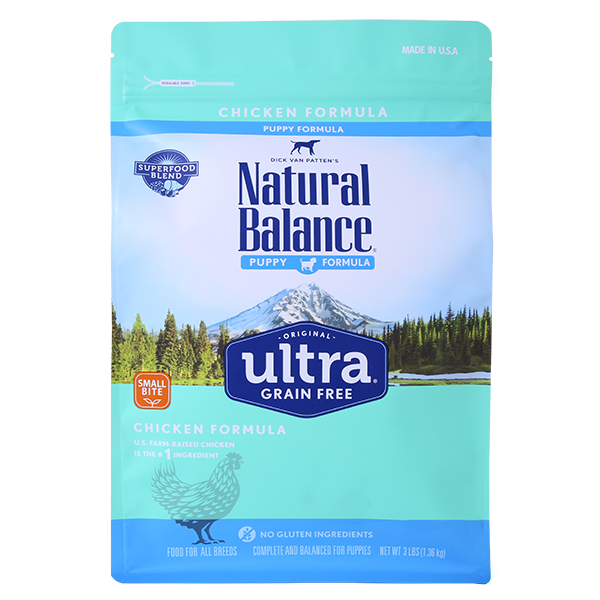 MADE IN U.S.A
CHICKEN FORMULA
PUPPY FORMULA
DICK VAN PATTEN'S
SUPERFOOD
BLEND
Natural
Balance®
PUPPY FORMULA
ORIGINAL
ultra®
GRAIN FREE
SMALL
BITE
CHICKEN FORMULA
U.S. FARM-RAISED CHICKEN
IS THE #1 INGREDIENT
NO GLUTEN INGREDIENTS
FOOD FOR ALL BREEDS COMPLETE AND BALANCED FOR PUPPIES NET WT 3 LBS (1.36 kg)